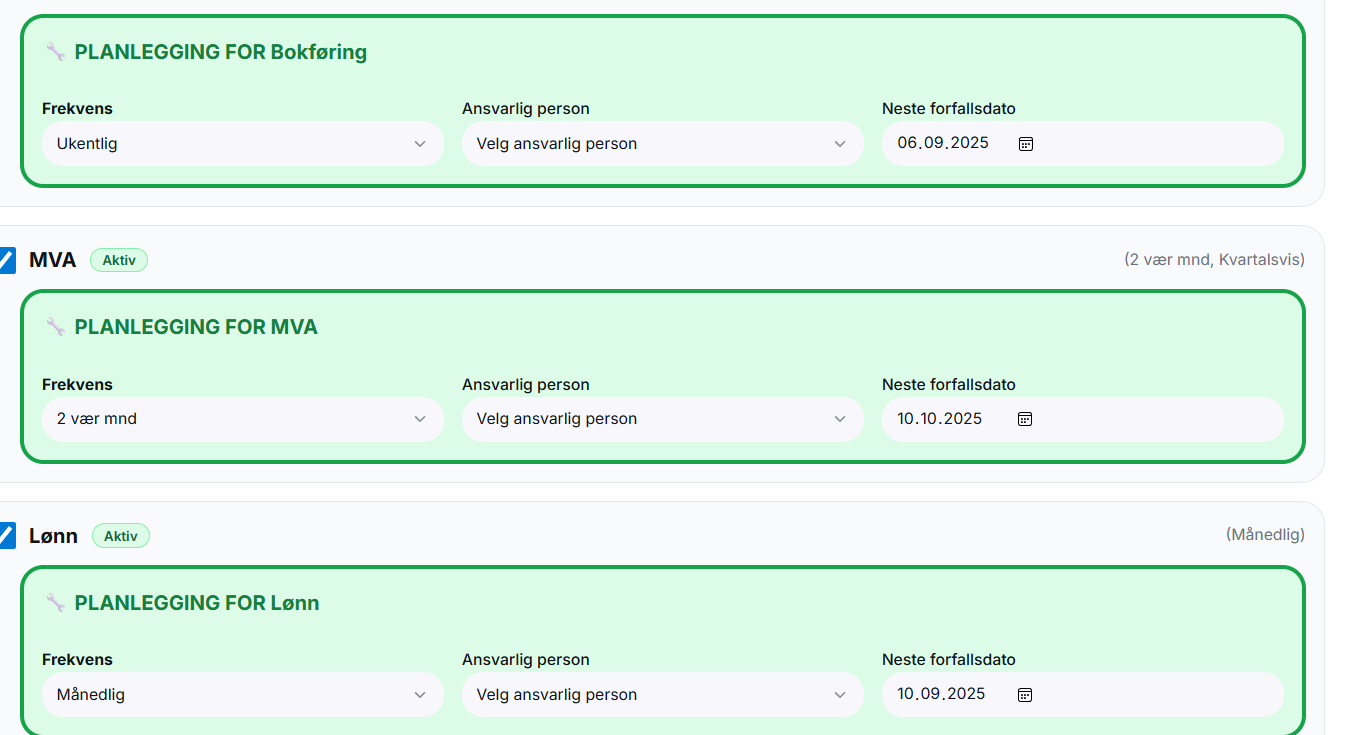 PLANLEGGING FOR Bokføring
Frekvens Ansvarlig person Neste forfallsdato
Ukentlig Velg ansvarlig person 06.09.2025
MVA Aktiv (2 vær mnd, Kvartalsvis)
PLANLEGGING FOR MVA
Frekvens Ansvarlig person Neste forfallsdato
2 vær mnd Velg ansvarlig person 10.10.2025
Lønn Aktiv (Månedlig)
PLANLEGGING FOR Lønn
Frekvens Ansvarlig person Neste forfallsdato
Månedlig Velg ansvarlig person 10.09.2025